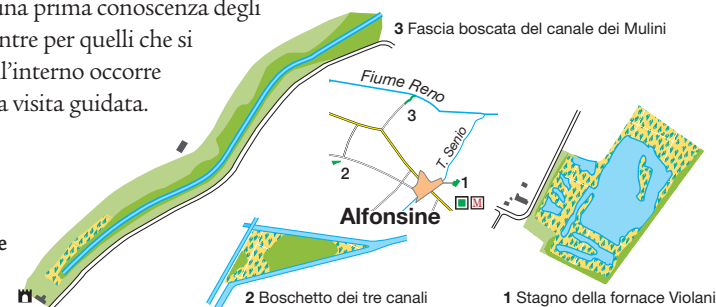 una prima conoscenza degli
entre per quelli che si
l'interno occorre
a visita guidata.
3 Fascia boscata del canale dei Mulini
Fiume Reno
3
T. Senio
2
1
M
Alfonsine
e
2 Boschetto dei tre canali
1 Stagno della fornace Violani